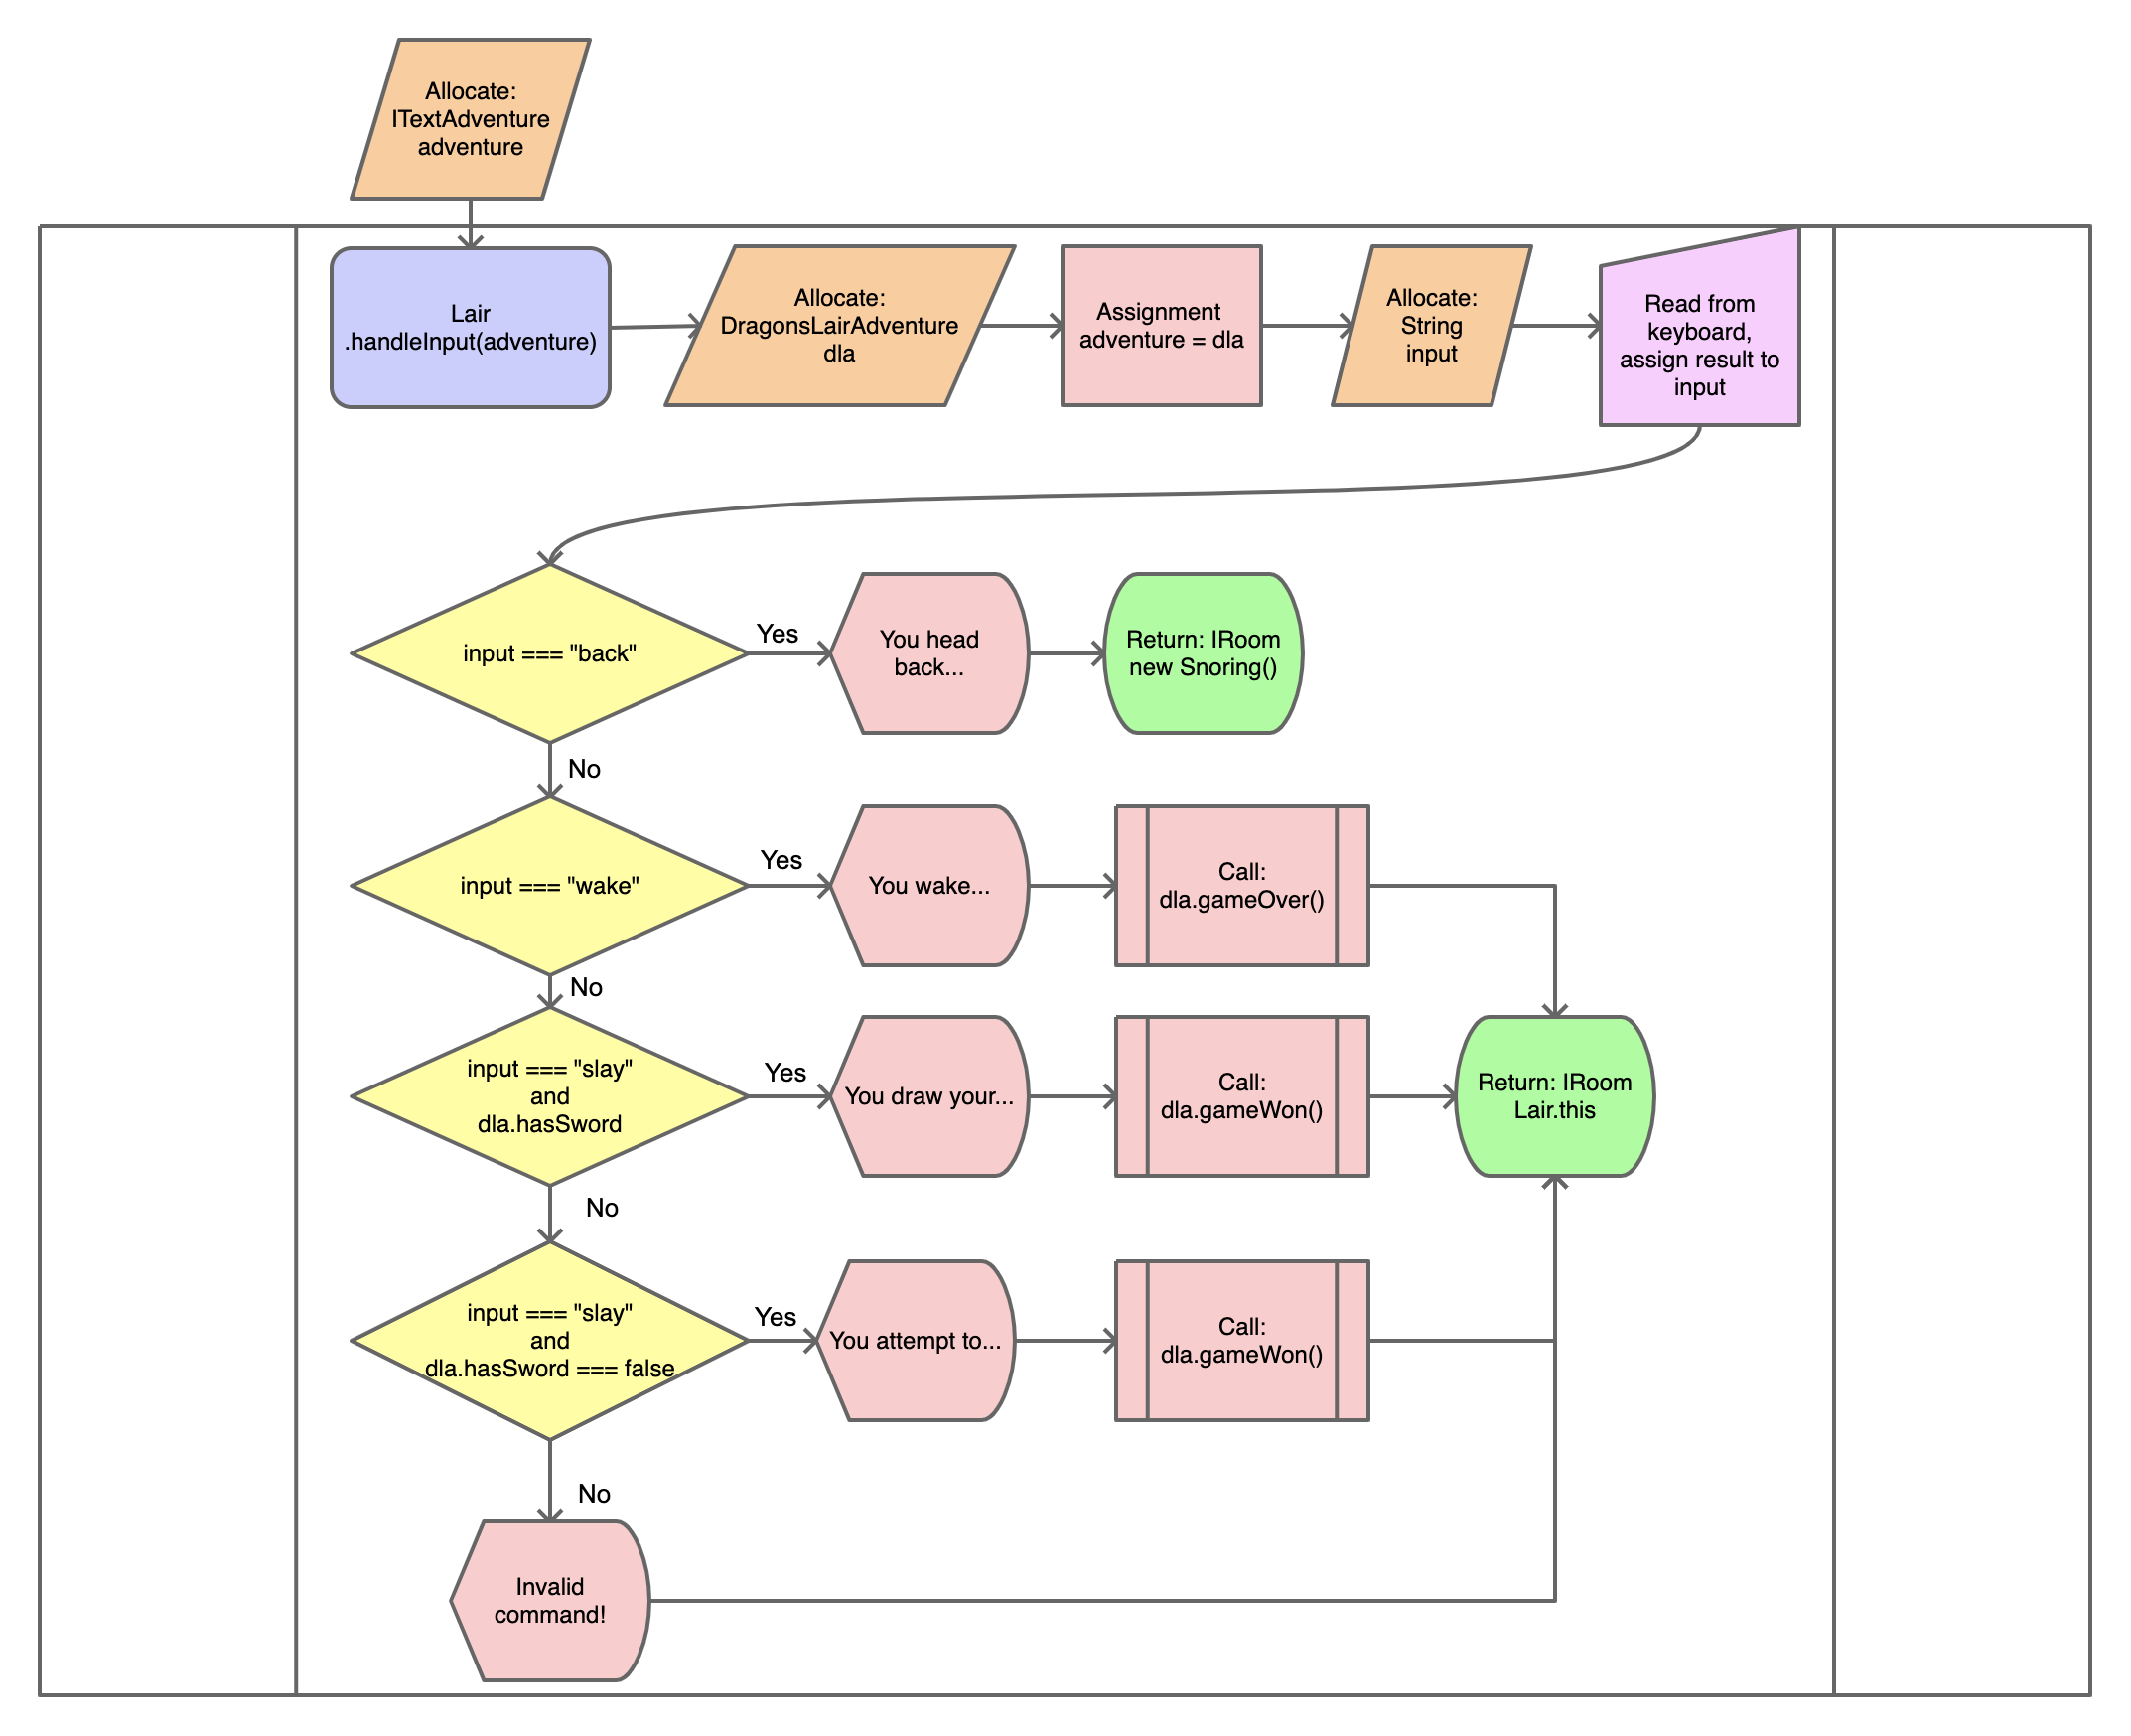 Allocate:
ITextAdventure
adventure
Lair
.handleInput(adventure)
Allocate:
DragonsLairAdventure
dla
Assignment
adventure = dla
Allocate:
String
input
Read from
keyboard,
assign result to
input
input === "back"
Yes
You head
back...
Return: IRoom
new Snoring()
No
input === "wake"
Yes
You wake...
Call:
dla.gameOver()
No
input === "slay"
and
dla.hasSword
Yes
You draw your...
Call:
dla.gameWon()
Return: IRoom
Lair.this
No
input === "slay"
and
dla.hasSword === false
Yes
You attempt to...
Call:
dla.gameWon()
No
Invalid
command!